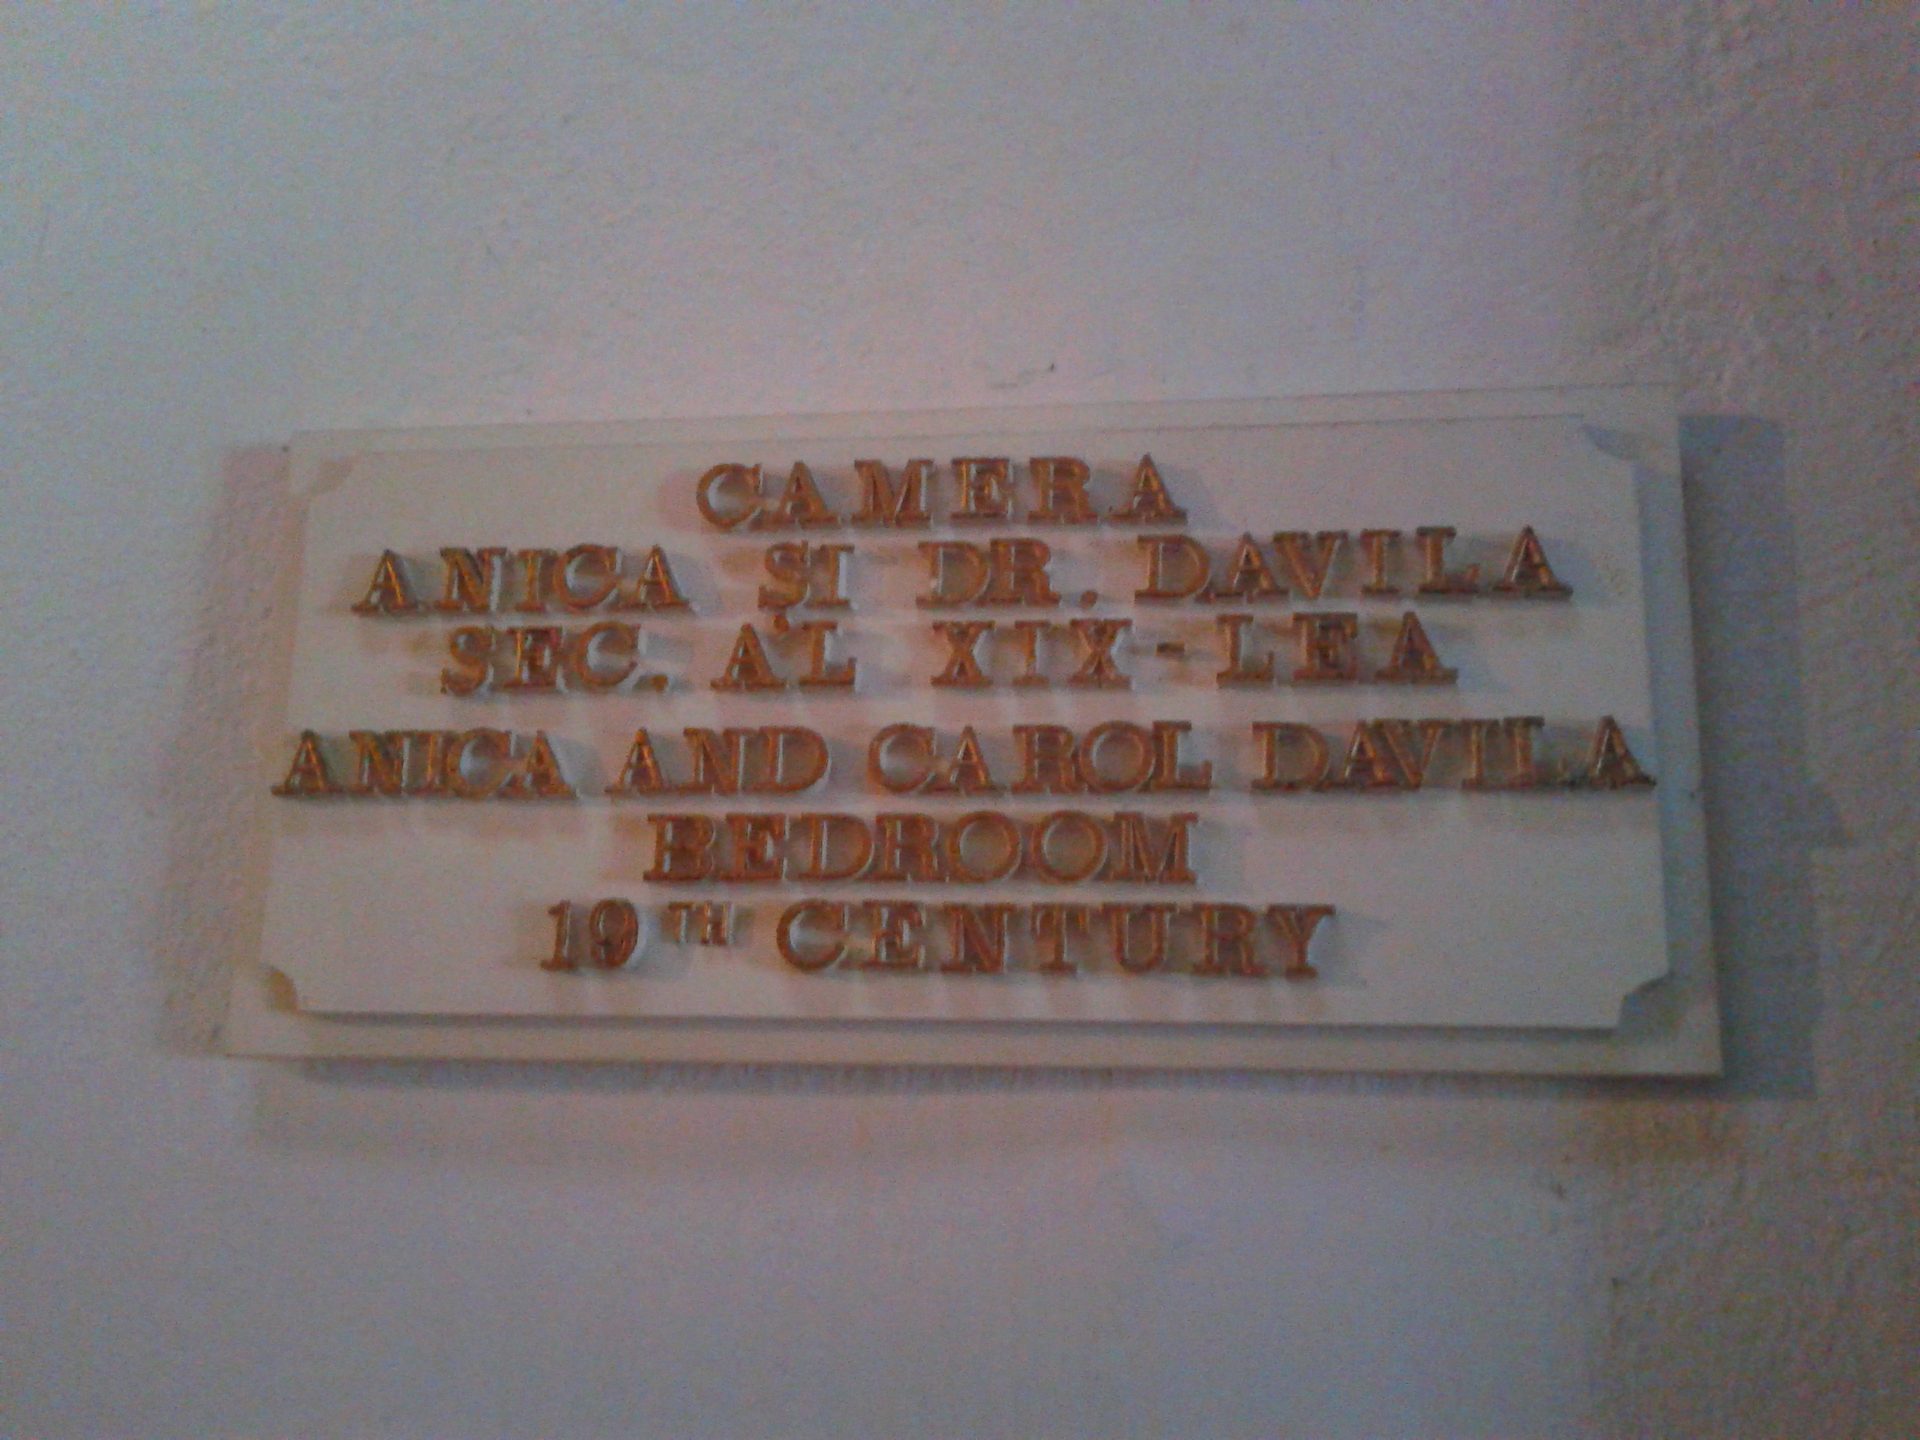 CAMERA
ANICA ȘI DR. DAVILA
SEC. AL XIX-LEA
ANICA AND CAROL DAVILA
BEDROOM
19TH CENTURY